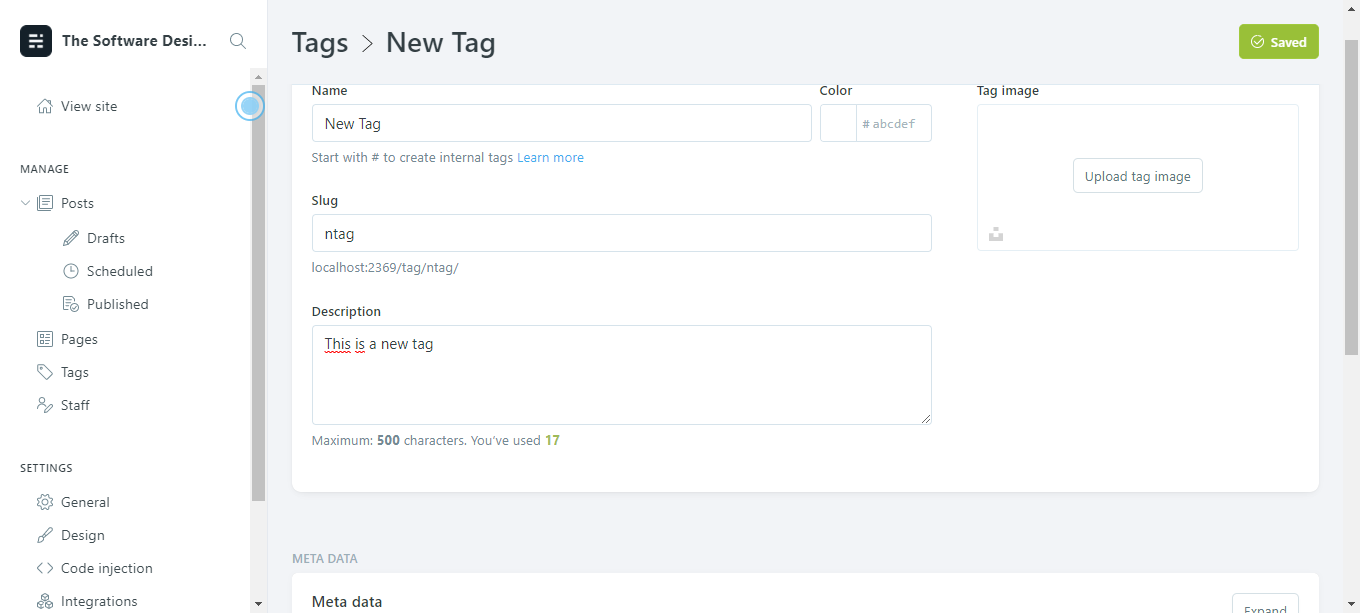 The Software Desi...
View site
MANAGE
Posts
Drafts
Scheduled
Published
Pages
Tags
Staff
SETTINGS
General
Design
Code injection
Integrations
Tags > New Tag
Saved
Name
New Tag
Start with # to create internal tags Learn more
Color
# abcdef
Slug
ntag
localhost:2369/tag/ntag/
Description
This is a new tag
Maximum: 500 characters. You've used 17
Tag image
Upload tag image
META DATA
Meta data
Expand